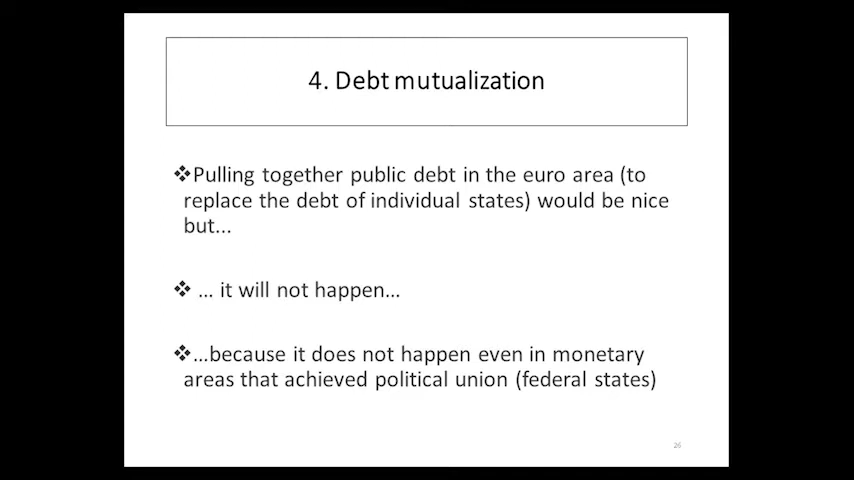 4. Debt mutualization
❖Pulling together public debt in the euro area (to
replace the debt of individual states) would be nice
but...
❖ ... it will not happen...
❖...because it does not happen even in monetary
areas that achieved political union (federal states)
26